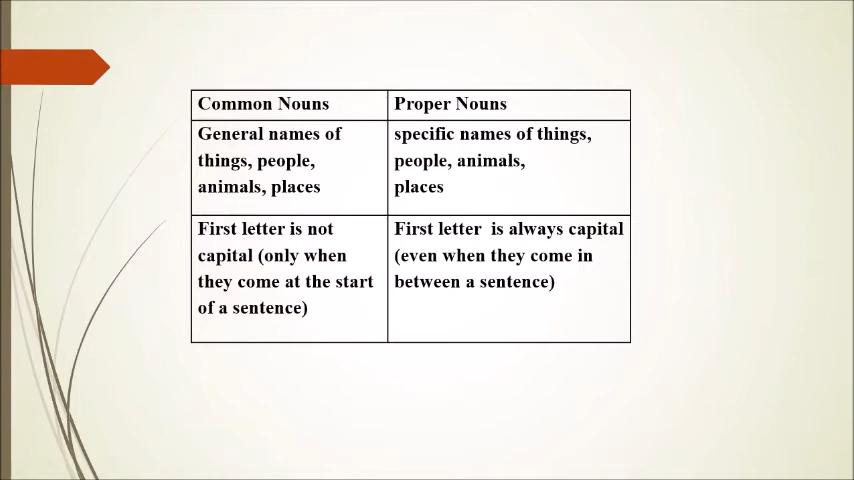 Common Nouns
Proper Nouns
General names of
things, people,
animals, places
specific names of things,
people, animals,
places
First letter is not
capital (only when
they come at the start
of a sentence)
First letter  is always capital
(even when they come in
between a sentence)